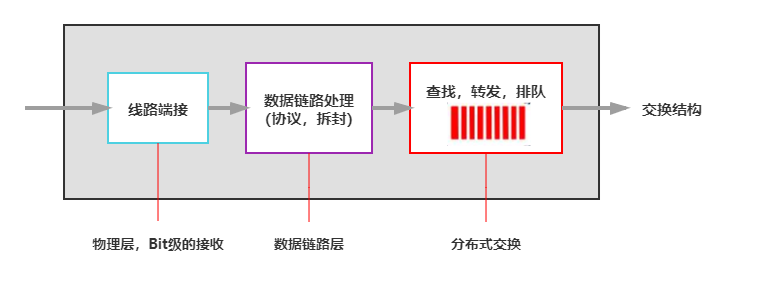 线路端接
数据链路处理
(协议，拆封)
查找，转发，排队
交换结构
物理层，Bit级的接收
数据链路层
分布式交换